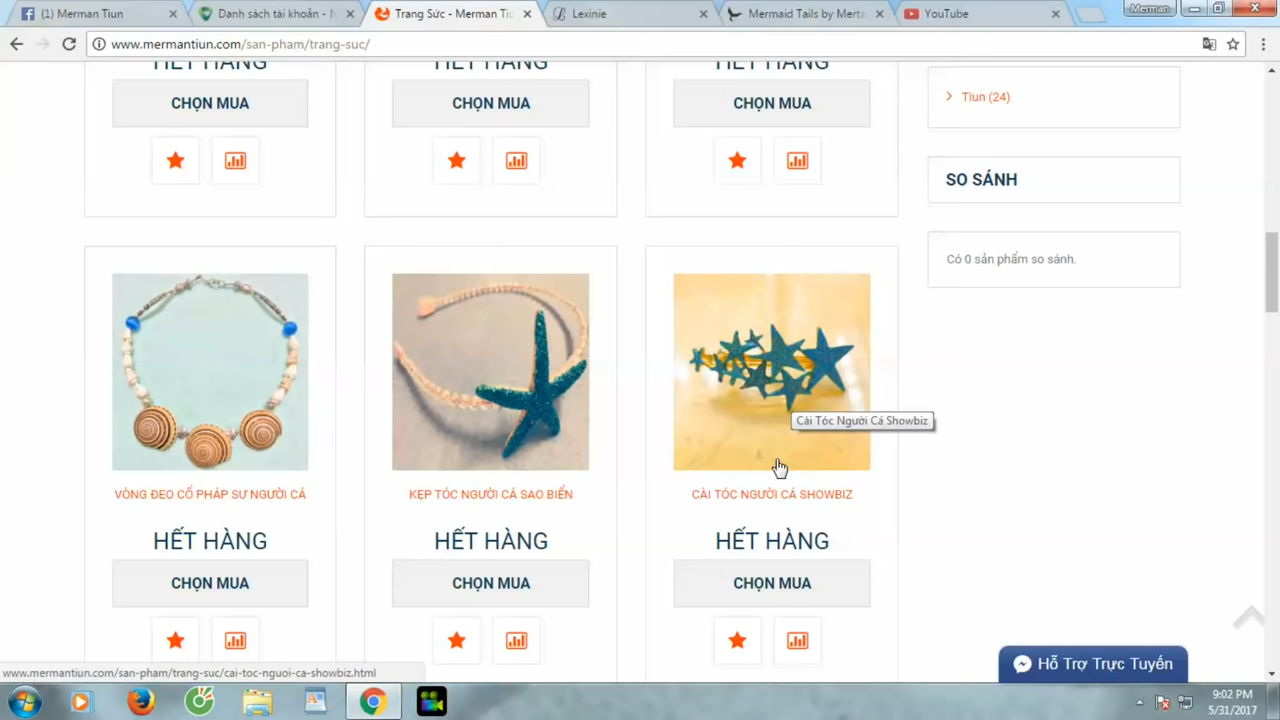 (1) Merman Tiun
Danh sách tài khoản - N
Trang Sức - Merman Tiu
Lexinie
Mermaid Tails by Merta
YouTube
Merman
www.mermantiun.com/san-pham/trang-suc/
HẾT HÀNG
HẾT HÀNG
HẾT HÀNG
CHỌN MUA
CHỌN MUA
CHỌN MUA
Tiun (24)
SO SÁNH
Có 0 sản phẩm so sánh.
Cài Tóc Người Cá Showbiz
VÒNG ĐEO CỔ PHÁP SƯ NGƯỜI CÁ
KẸP TÓC NGƯỜI CÁ SAO BIỂN
CÀI TÓC NGƯỜI CÁ SHOWBIZ
HẾT HÀNG
HẾT HÀNG
HẾT HÀNG
CHỌN MUA
CHỌN MUA
CHỌN MUA
Hỗ Trợ Trực Tuyến
www.mermantiun.com/san-pham/trang-suc/cai-toc-nguoi-ca-showbiz.html
9:02 PM
5/31/2017